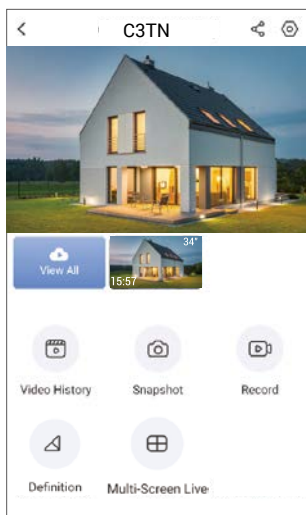 C3TN
34"
View All
15:57
Video History
Snapshot
Record
Definition
Multi-Screen Live